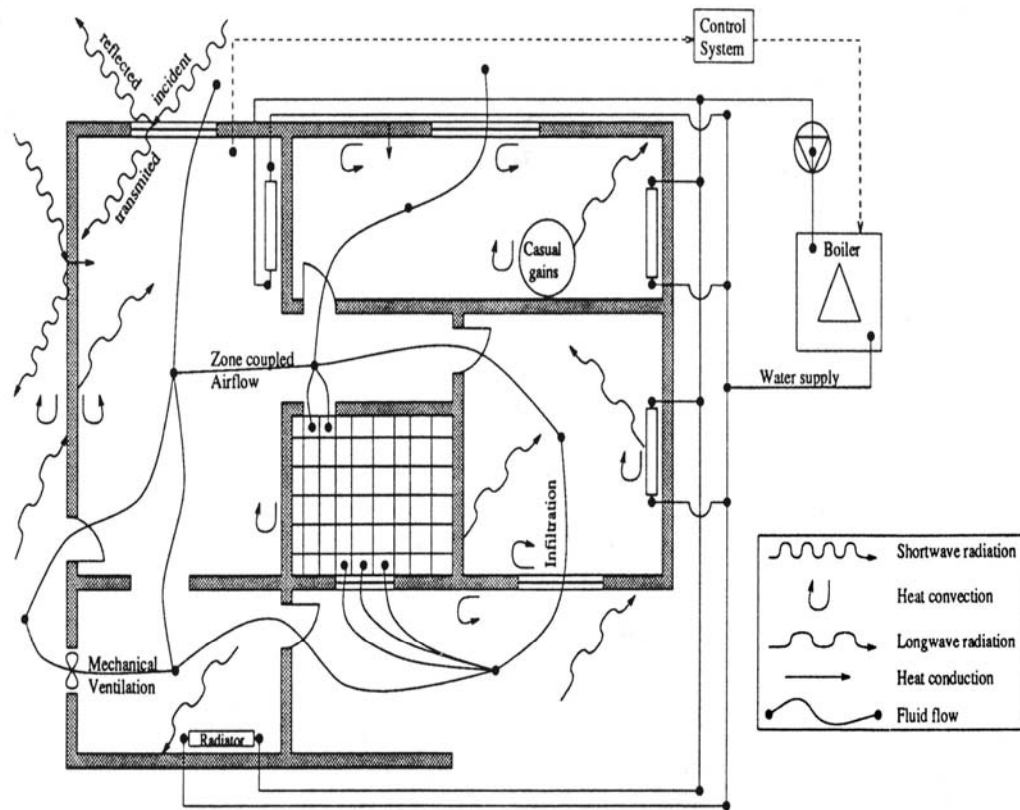 Control
System
reflected
incident
transmited
Casual
gains
Boiler
Zone coupled
Airflow
Water supply
Infiltration
Mechanical
Ventilation
Radiator
Shortwave radiation
Heat convection
Longwave radiation
Heat conduction
Fluid flow